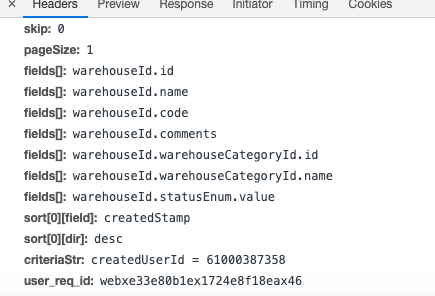 × Headers Preview Response Initiator Timing Cookies
skip: 0
pageSize: 1
fields[]: warehouseId.id
fields[]: warehouseId.name
fields[]: warehouseId.code
fields[]: warehouseId.comments
fields[]: warehouseId.warehouseCategoryId.id
fields[]: warehouseId.warehouseCategoryId.name
fields[]: warehouseId.statusEnum.value
sort[0][field]: createdStamp
sort[0][dir]: desc
criteriaStr: createdUserId = 61000387358
user_req_id: webxe33e80b1ex1724e8f18eax46